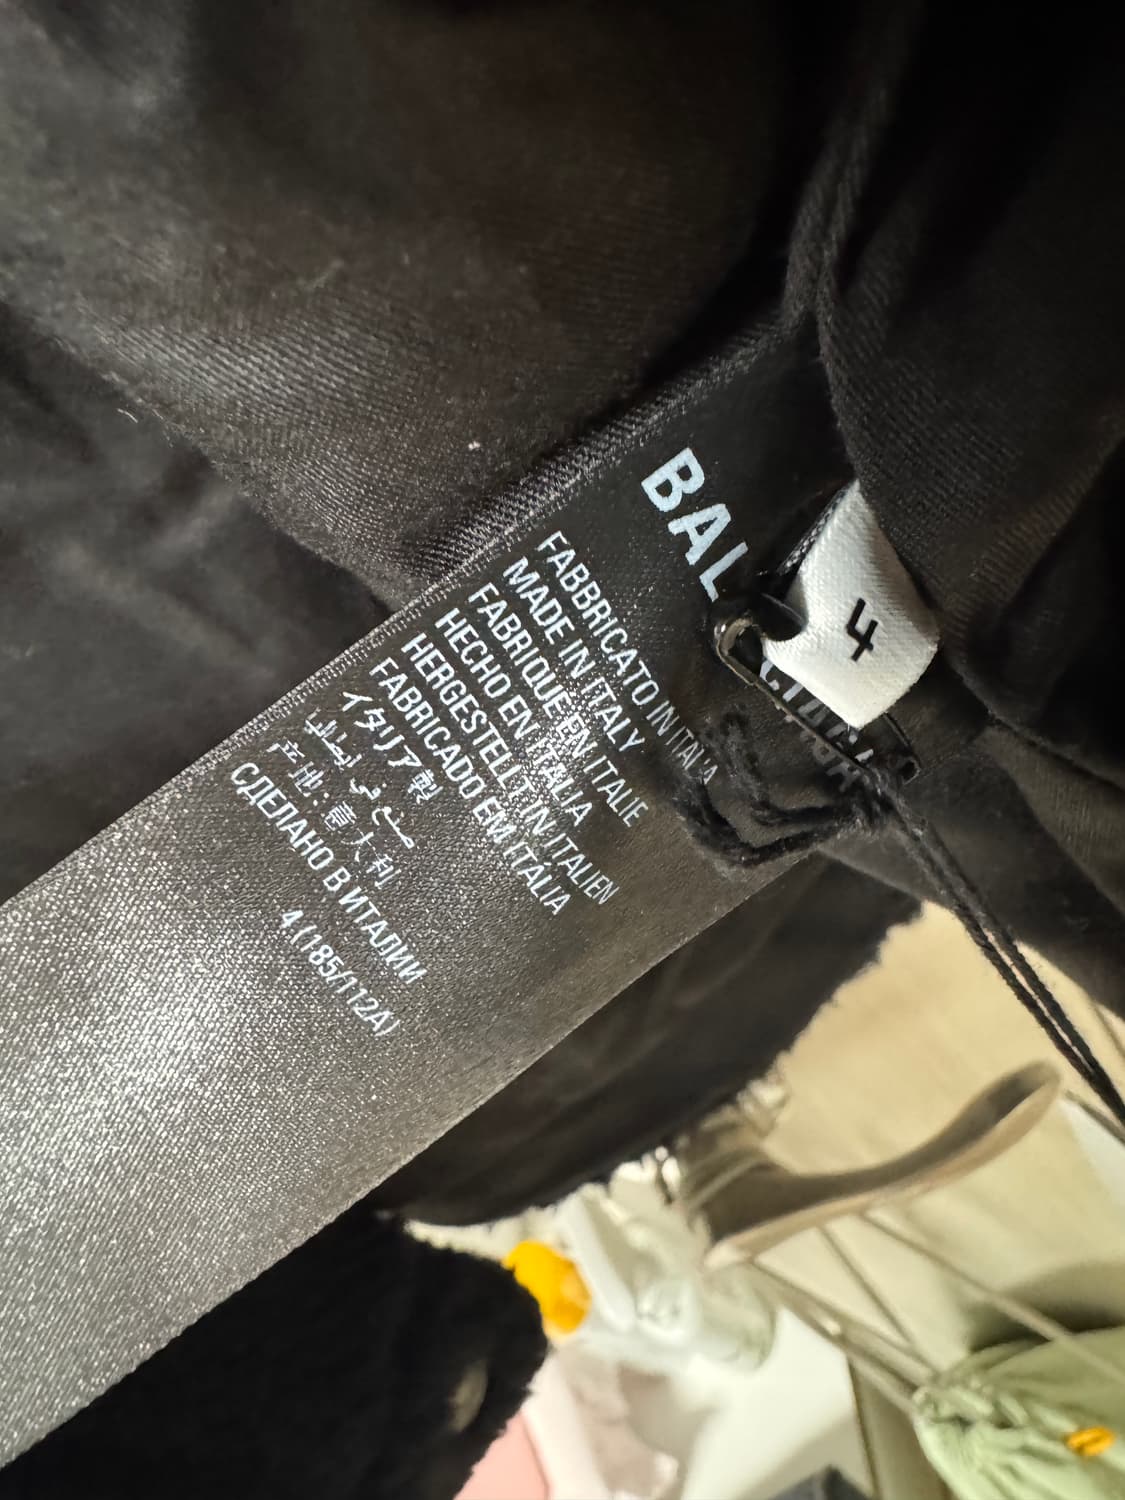 BAL
4
FABBRICATO IN ITALIA
MADE IN ITALY
FABRIQUE EN ITALIE
HECHO EN ITALIA
HERGESTELLT IN ITALIEN
FABRICADO EM ITÁLIA
イタリア製
صنع في إيطاليا
产地:意大利
СДЕЛАНО В ИТАЛИИ
4 (185/112A)